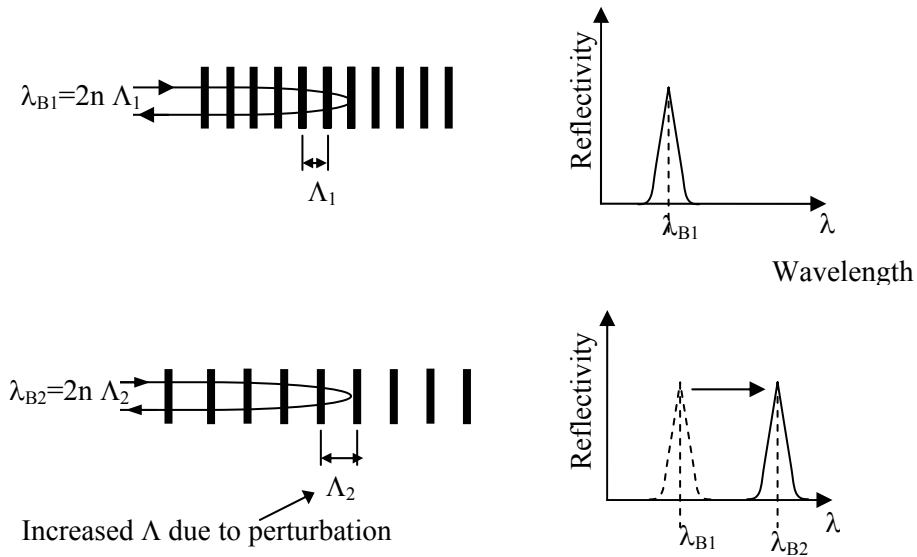 λB1=2n Λ1
Λ1
Reflectivity
λB1
λ
Wavelength
λB2=2n Λ2
Λ2
Increased Λ due to perturbation
Reflectivity
λB1
λB2
λ